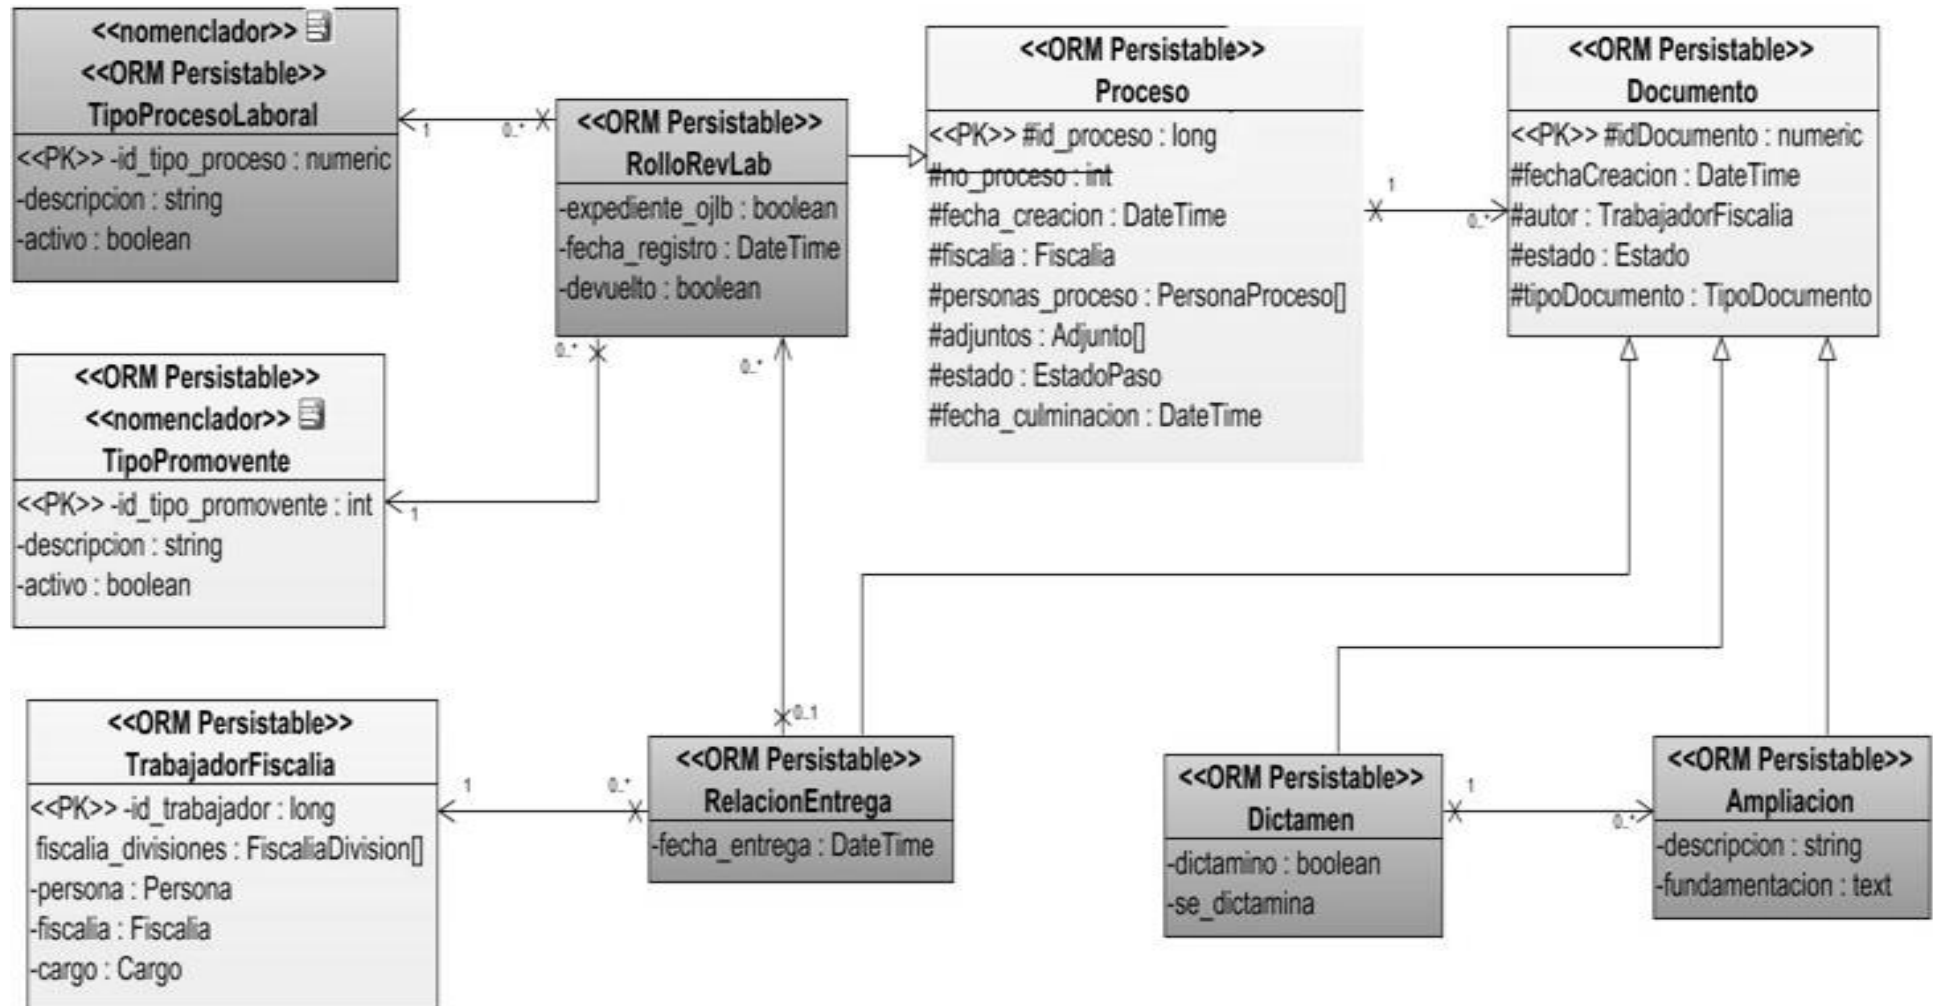 <<nomenclador>>
<<ORM Persistable>>
TipoProcesoLaboral
<<PK>> -id_tipo_proceso : numeric
-descripcion : string
-activo : boolean
1
0..*
<<ORM Persistable>>
RolloRevLab
-expediente_ojlb : boolean
-fecha_registro : DateTime
-devuelto : boolean
<<ORM Persistable>>
Proceso
<<PK>> #id_proceso : long
#no_proceso : int
#fecha_creacion : DateTime
#fiscalia : Fiscalia
#personas_proceso : PersonaProceso[]
#adjuntos : Adjunto[]
#estado : EstadoPaso
#fecha_culminacion : DateTime
1
0..*
<<ORM Persistable>>
Documento
<<PK>> #idDocumento : numeric
#fechaCreacion : DateTime
#autor : TrabajadorFiscalia
#estado : Estado
#tipoDocumento : TipoDocumento
0..*
0..*
<<ORM Persistable>>
<<nomenclador>>
TipoPromovente
<<PK>> -id_tipo_promovente : int
-descripcion : string
-activo : boolean
1
0..1
<<ORM Persistable>>
TrabajadorFiscalia
<<PK>> -id_trabajador : long
fiscalia_divisiones : FiscaliaDivision[]
-persona : Persona
-fiscalia : Fiscalia
-cargo : Cargo
1
0..*
<<ORM Persistable>>
RelacionEntrega
-fecha_entrega : DateTime
<<ORM Persistable>>
Dictamen
-dictamino : boolean
-se_dictamina
1
0..*
<<ORM Persistable>>
Ampliacion
-descripcion : string
-fundamentacion : text